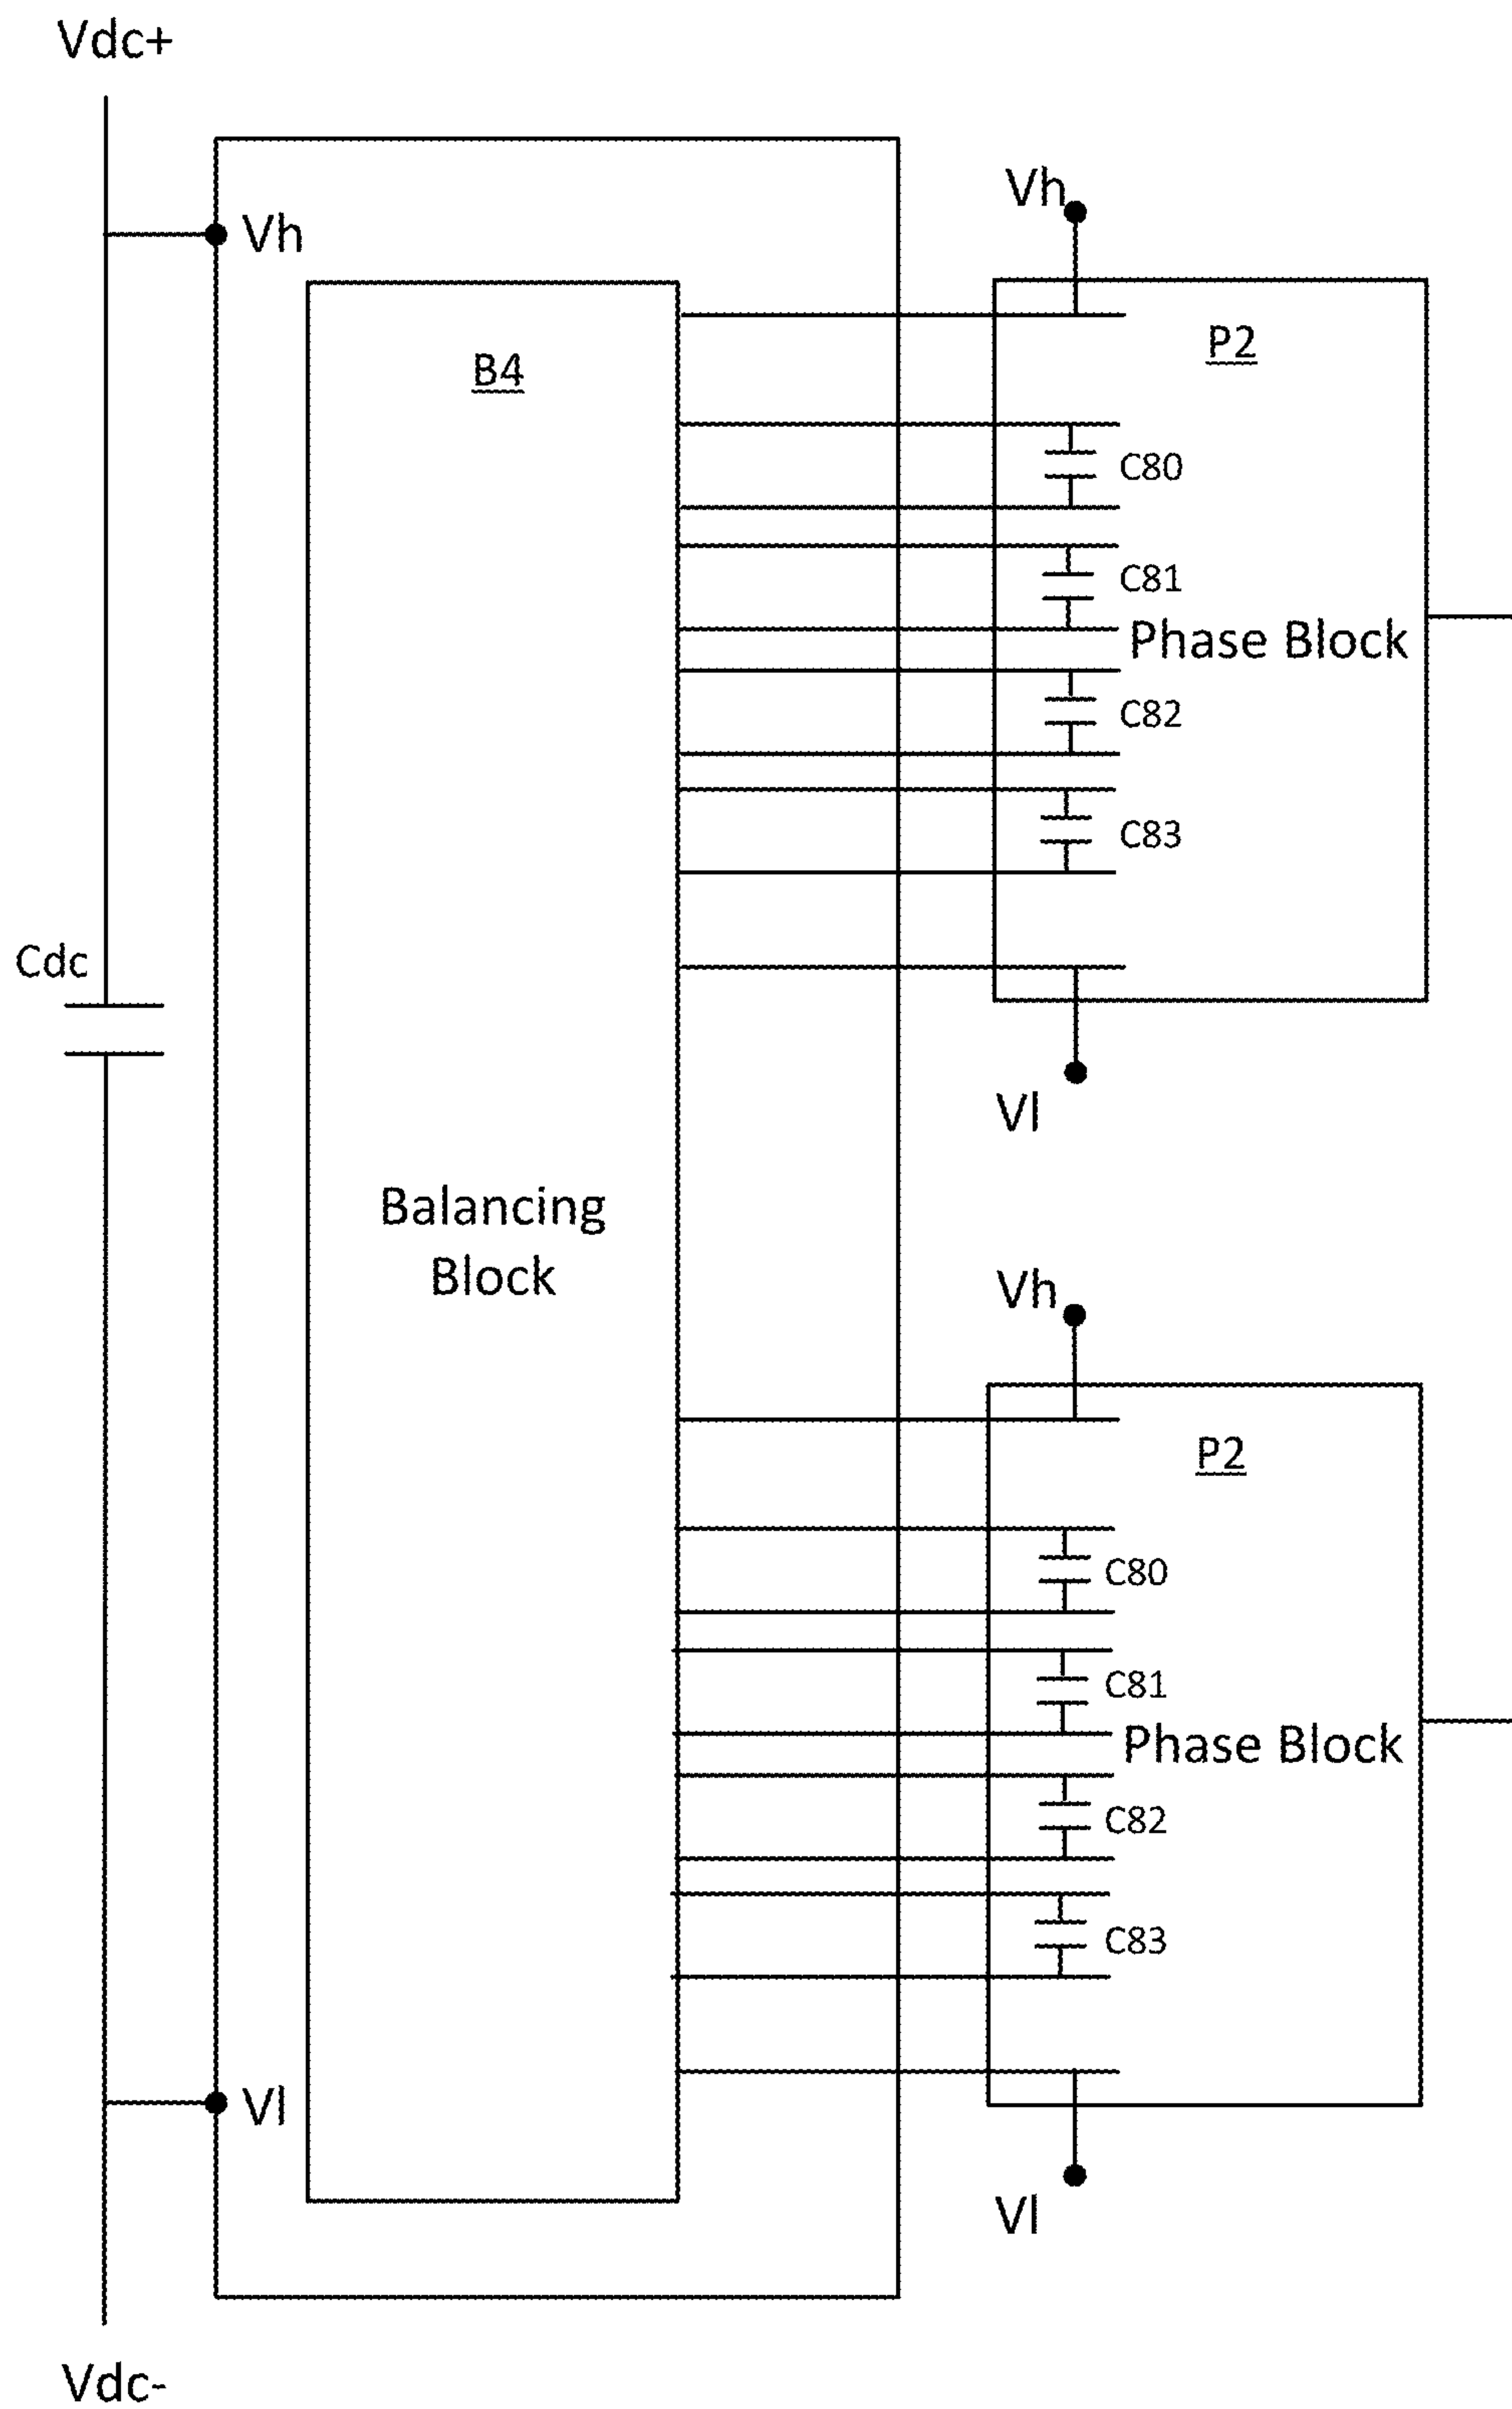 Vdc+
Vh
Vh
B4
P2
C80
C81
Phase Block
C82
C83
Cdc
Vl
Balancing
Block
Vh
P2
C80
C81
Phase Block
C82
C83
Vl
Vl
Vdc-